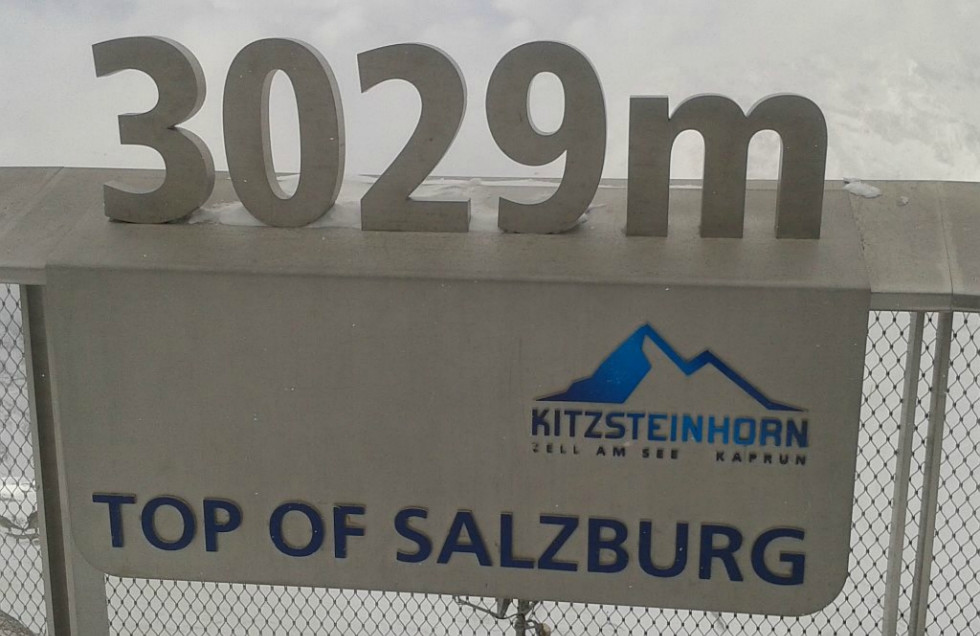 3029m
KITZSTEINHORN
ZELL AM SEE KAPRUN
TOP OF SALZBURG